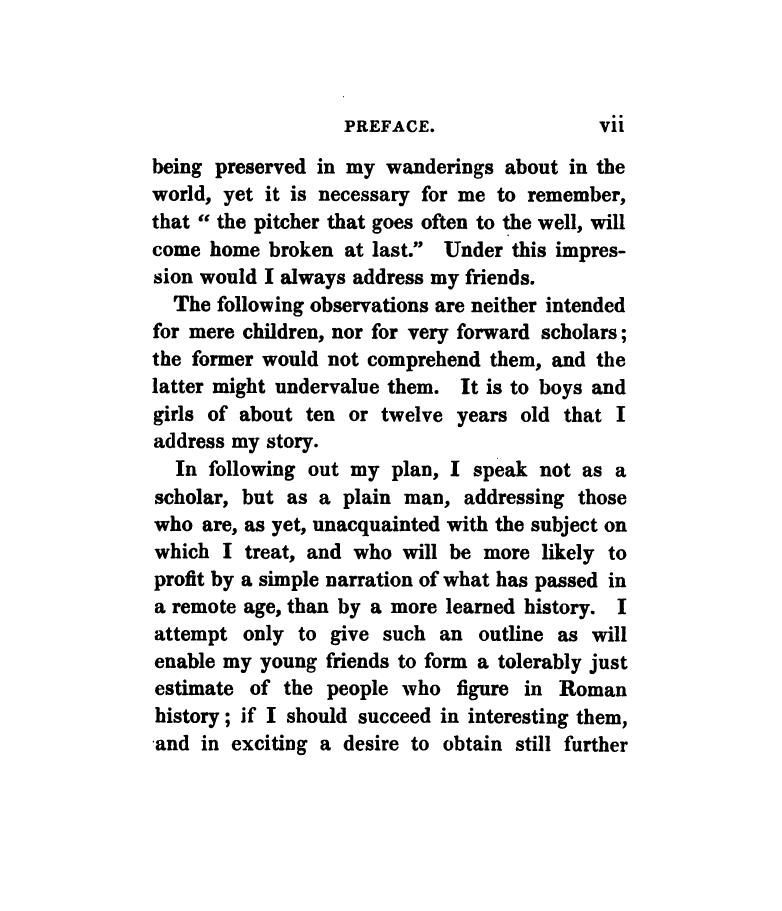 PREFACE. vii
being preserved in my wanderings about in the
world, yet it is necessary for me to remember,
that “ the pitcher that goes often to the well, will
come home broken at last.” Under this impres-
sion would I always address my friends.
The following observations are neither intended
for mere children, nor for very forward scholars;
the former would not comprehend them, and the
latter might undervalue them. It is to boys and
girls of about ten or twelve years old that I
address my story.
In following out my plan, I speak not as a
scholar, but as a plain man, addressing those
who are, as yet, unacquainted with the subject on
which I treat, and who will be more likely to
profit by a simple narration of what has passed in
a remote age, than by a more learned history. I
attempt only to give such an outline as will
enable my young friends to form a tolerably just
estimate of the people who figure in Roman
history; if I should succeed in interesting them,
and in exciting a desire to obtain still further